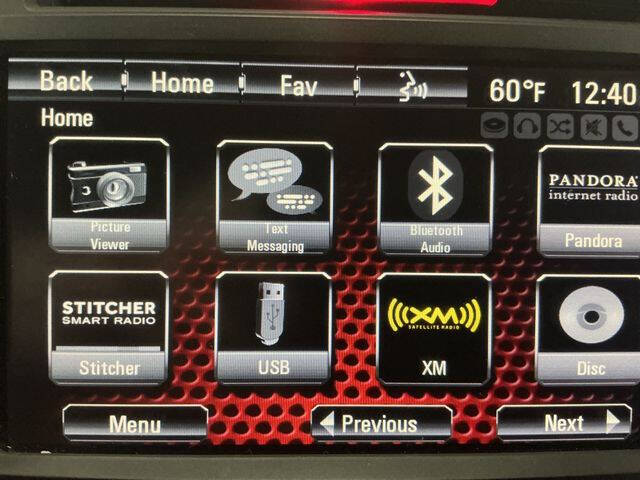 Back Home Fav 60°F 12:40
Home
Picture Viewer
Text Messaging
Bluetooth Audio
PANDORA
internet radio
Pandora
STITCHER
SMART RADIO
Stitcher
USB
XM
SATELLITE RADIO
XM
Disc
Menu Previous Next